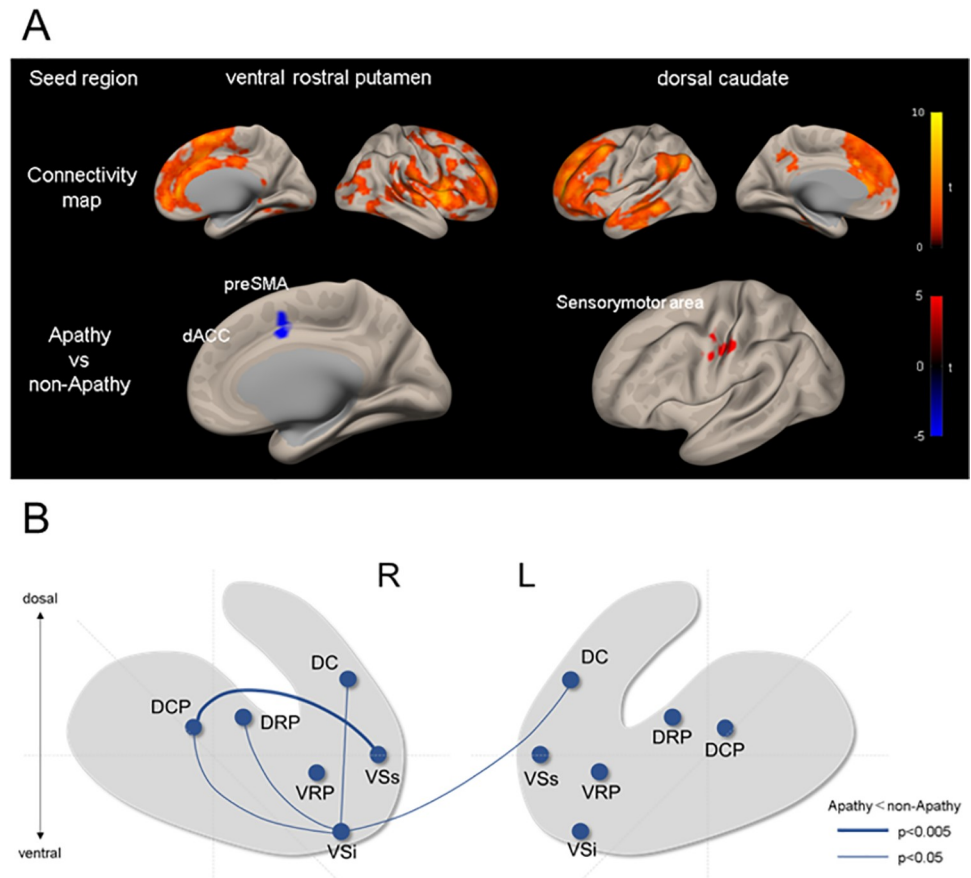 A
Seed region
ventral rostral putamen
dorsal caudate
Connectivity
map
10
t
0
preSMA
dACC
Sensorymotor area
Apathy
vs
non-Apathy
5
0
t
-5
B
R
L
dosal
DC
DC
DCP
DRP
DRP
DCP
VSs
VSs
VRP
VRP
VSi
VSi
ventral
Apathy<non-Apathy
p<0.005
p<0.05